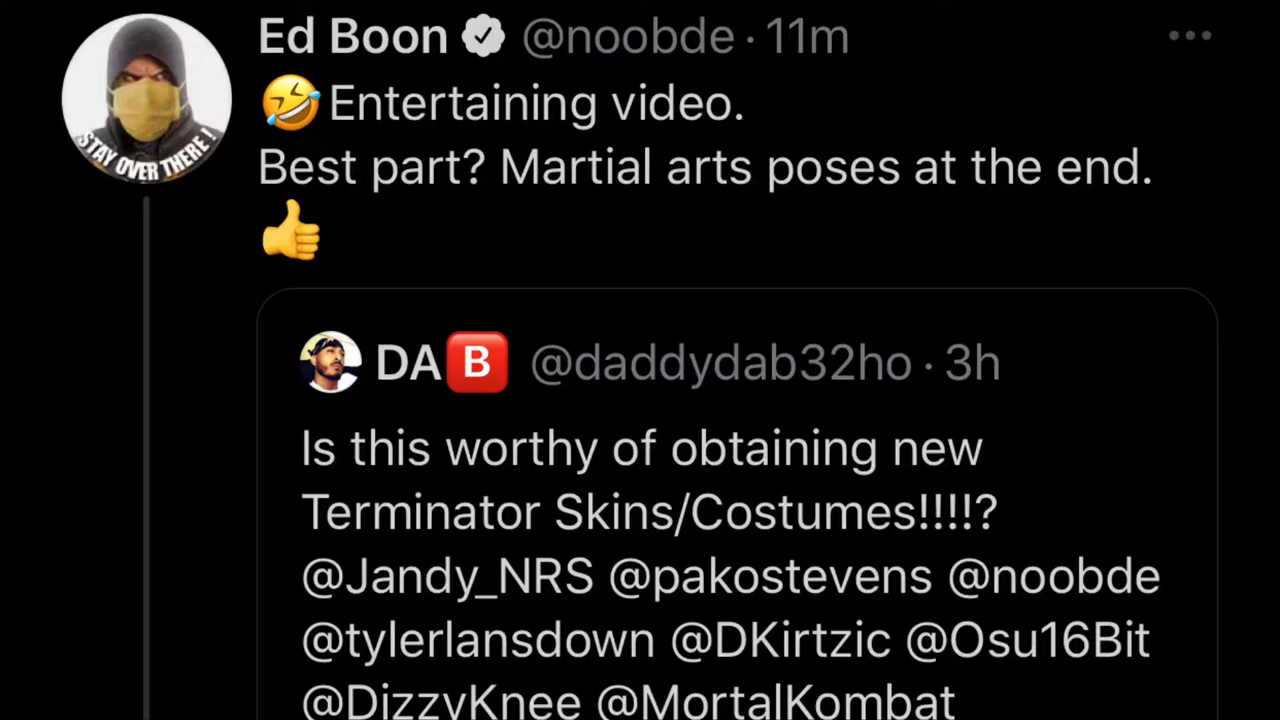 Ed Boon @noobde · 11m
🤣Entertaining video.
Best part? Martial arts poses at the end.
👍
STAY OVER THERE!
DA🅱️ @daddydab32ho · 3h
Is this worthy of obtaining new
Terminator Skins/Costumes!!!!?
@Jandy_NRS @pakostevens @noobde
@tylerlansdown @DKirtzic @Osu16Bit
@DizzyKnee @MortalKombat